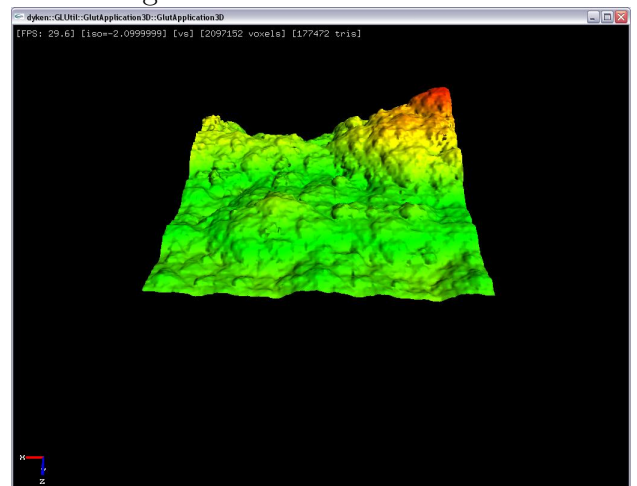 dyken::GLUtil::GlutApplication3D::GlutApplication3D
[FPS: 29.6] [iso=-2.0999999] [vs] [2097152 voxels] [177472 tris]
X
Y
Z